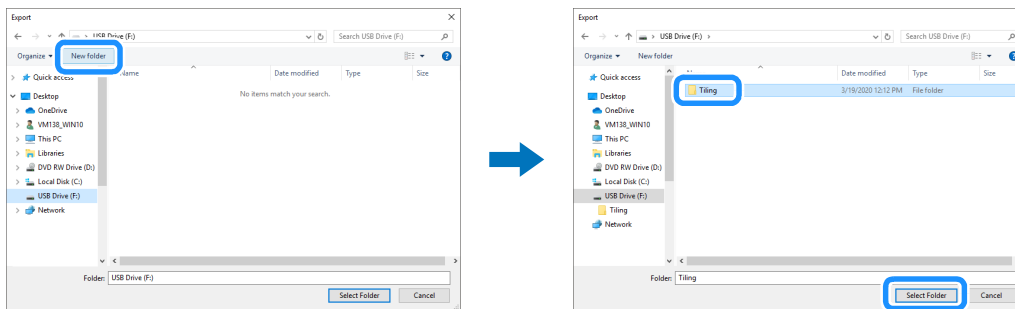 Export
USB Drive (F:)
Search USB Drive (F:)
Organize
New folder
Name
Date modified
Type
Size
Quick access
No items match your search.
Desktop
OneDrive
VM138_WIN10
This PC
Libraries
DVD RW Drive (D:)
Local Disk (C:)
USB Drive (F:)
Network
Folder: USB Drive (F:)
Select Folder
Cancel
Export
USB Drive (F:)
Search USB Drive (F:)
Organize
New folder
Date modified
Type
Size
Quick access
Tiling
3/19/2020 12:12 PM
File folder
Desktop
OneDrive
VM138_WIN10
This PC
Libraries
DVD RW Drive (D:)
Local Disk (C:)
USB Drive (F:)
Tiling
Network
Folder: Tiling
Select Folder
Cancel